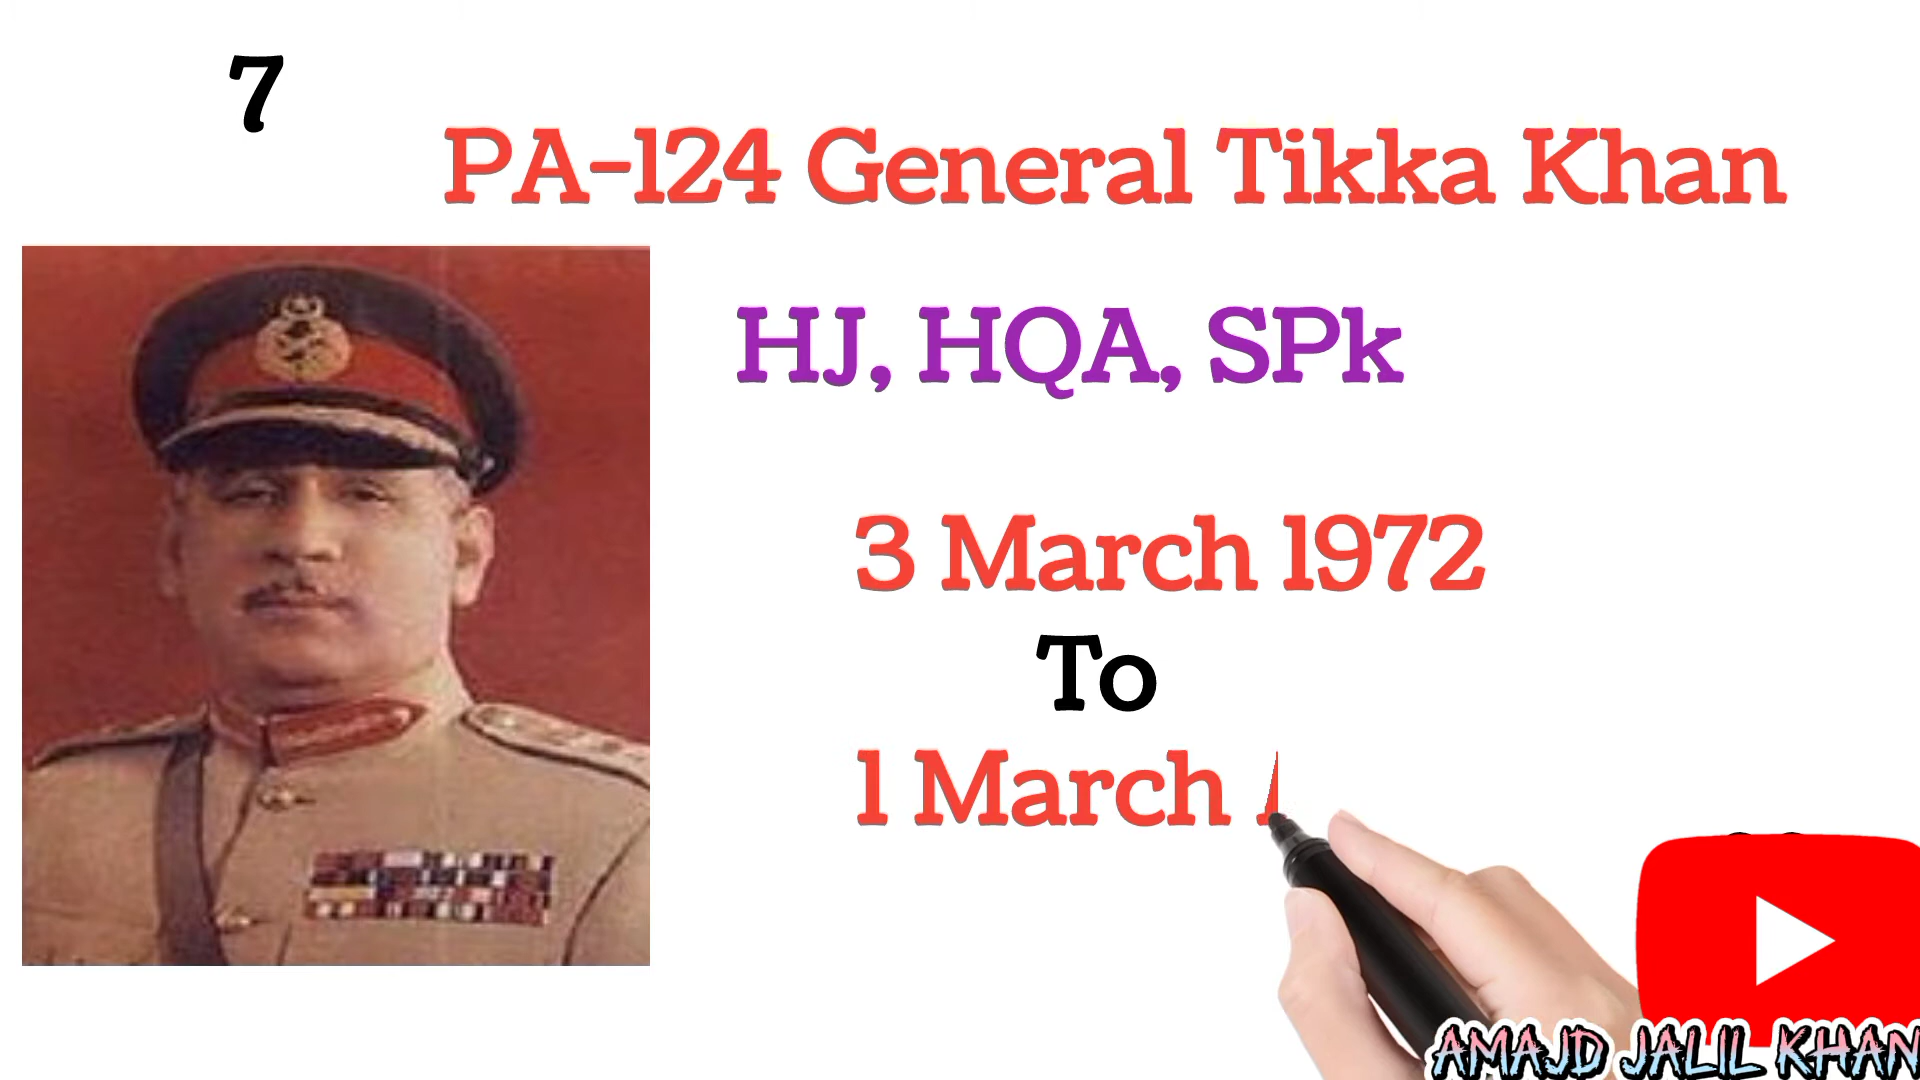 7
PA-124 General Tikka Khan
HJ, HQA, SPk
3 March 1972
To
1 March
AMAJD JALIL KHAN